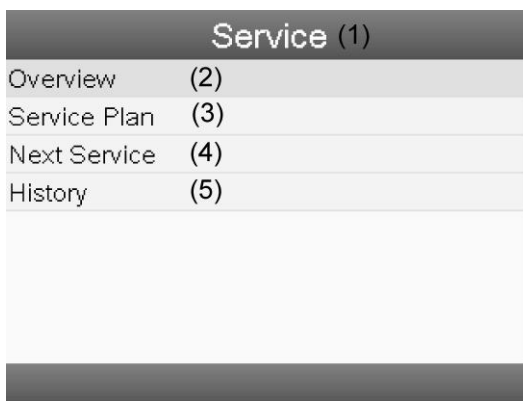 Service (1)
Overview (2)
Service Plan (3)
Next Service (4)
History (5)